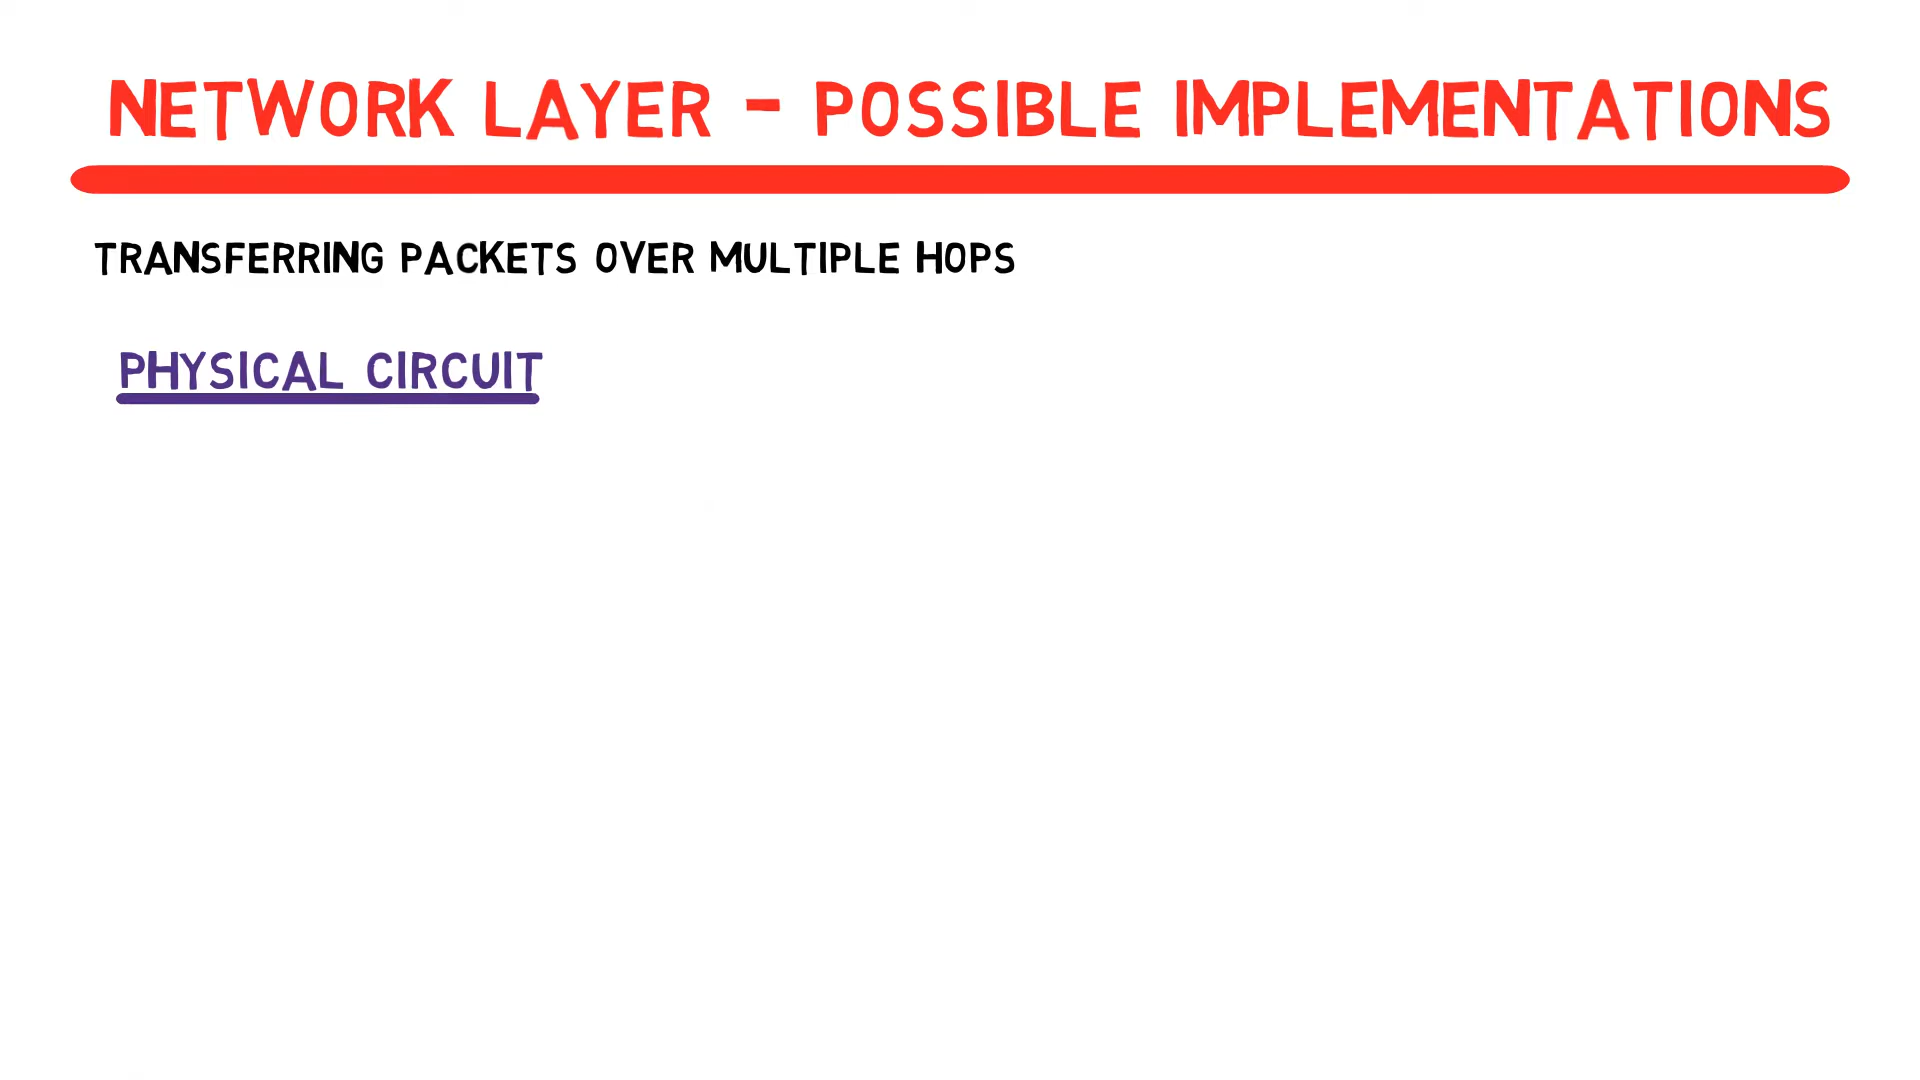 NETWORK LAYER - POSSIBLE IMPLEMENTATIONS
TRANSFERRING PACKETS OVER MULTIPLE HOPS
PHYSICAL CIRCUIT